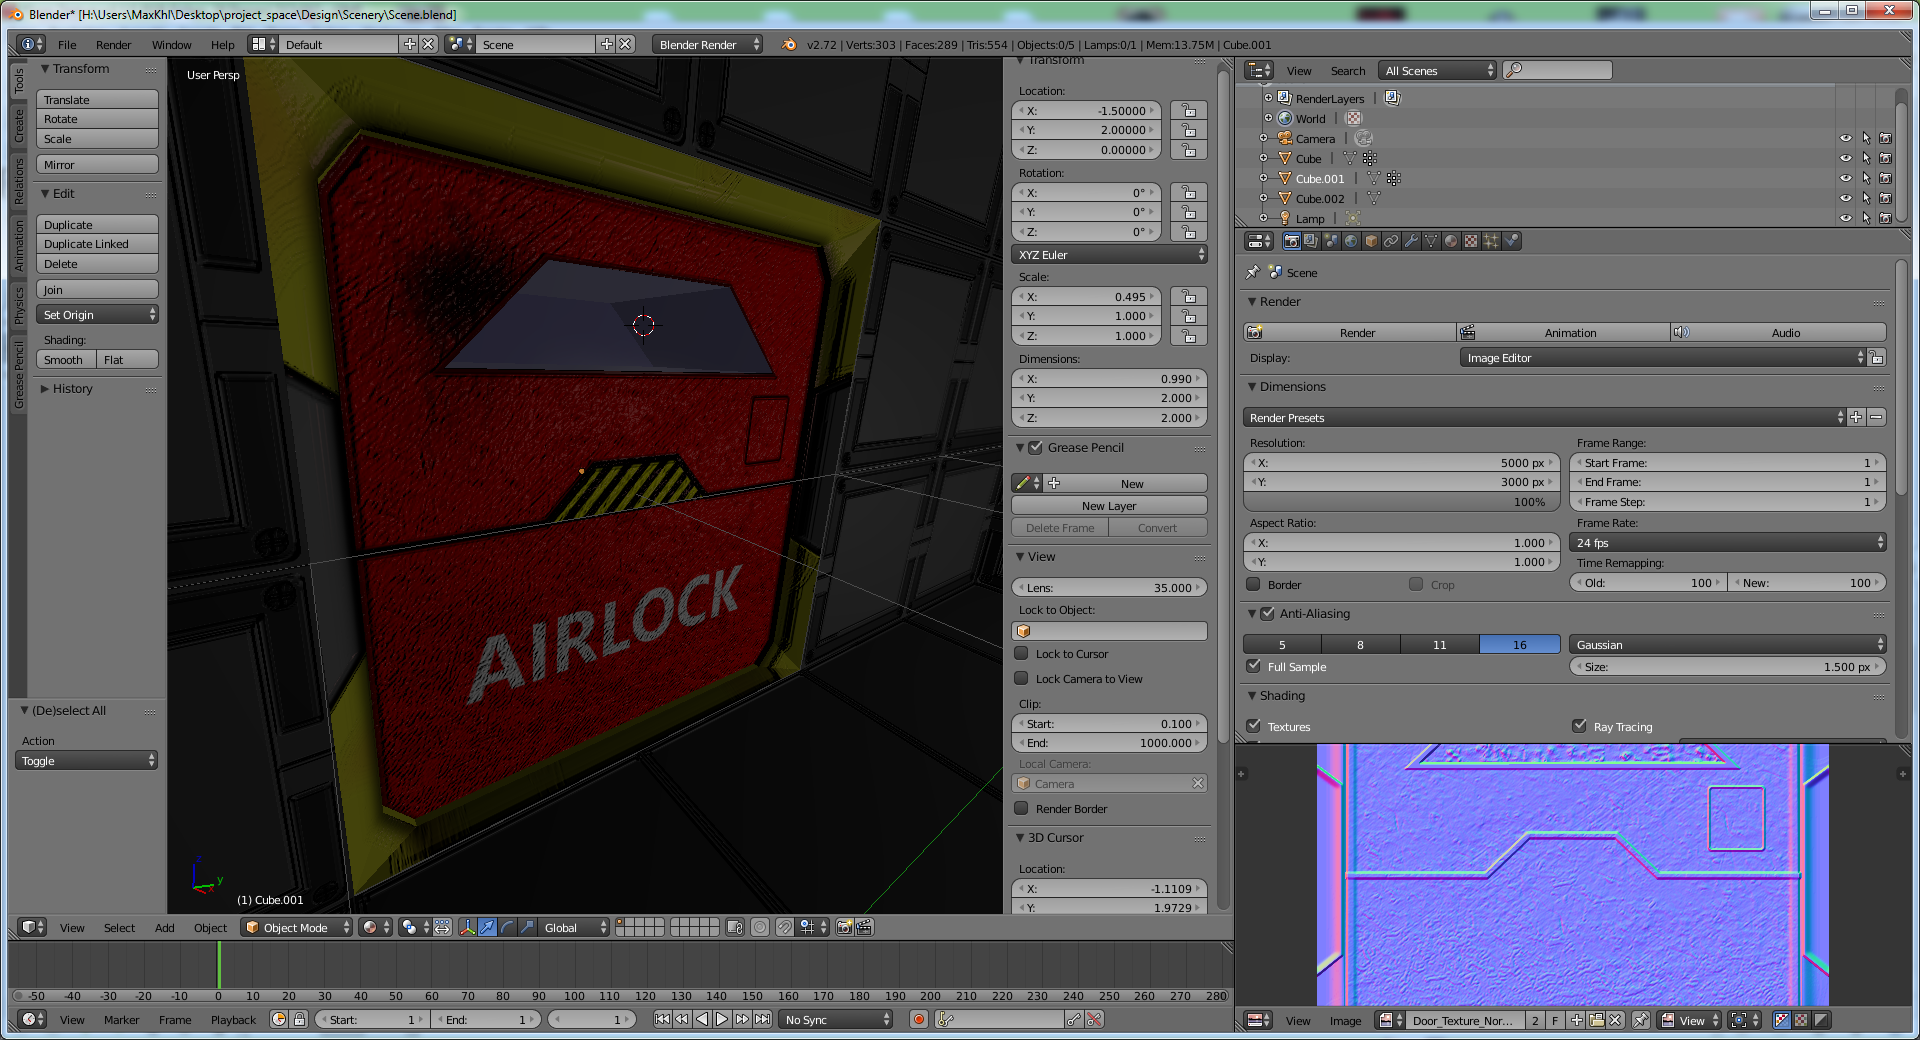 Blender* [H:\Users\MaxKhl\Desktop\project_space\Design\Scenery\Scene.blend]
File Render Window Help Default Scene Blender Render v2.72 | Verts:303 | Faces:289 | Tris:554 | Objects:0/5 | Lamps:0/1 | Mem:13.75M | Cube.001
Tools
Create
Relations
Animation
Physics
Grease Pencil
Transform
Translate
Rotate
Scale
Mirror
Edit
Duplicate
Duplicate Linked
Delete
Join
Set Origin
Shading:
Smooth Flat
History
(De)select All
Action
Toggle
User Persp
AIRLOCK
z
y
x
(1) Cube.001
Transform
Location:
X: -1.50000
Y: 2.00000
Z: 0.00000
Rotation:
X: 0°
Y: 0°
Z: 0°
XYZ Euler
Scale:
X: 0.495
Y: 1.000
Z: 1.000
Dimensions:
X: 0.990
Y: 2.000
Z: 2.000
Grease Pencil
New
New Layer
Delete Frame Convert
View
Lens: 35.000
Lock to Object:
Lock to Cursor
Lock Camera to View
Clip:
Start: 0.100
End: 1000.000
Local Camera:
Camera
Render Border
3D Cursor
Location:
X: -1.1109
Y: 1.9729
View Search All Scenes
RenderLayers
World
Camera
Cube
Cube.001
Cube.002
Lamp
Scene
Render
Render Animation Audio
Display: Image Editor
Dimensions
Render Presets
Resolution: Frame Range:
X: 5000 px Start Frame: 1
Y: 3000 px End Frame: 1
100% Frame Step: 1
Aspect Ratio: Frame Rate:
X: 1.000 24 fps
Y: 1.000 Time Remapping:
Border Crop Old: 100 New: 100
Anti-Aliasing
5 8 11 16 Gaussian
Full Sample Size: 1.500 px
Shading
Textures Ray Tracing
View Select Add Object Object Mode Global
-50 -40 -30 -20 -10 0 10 20 30 40 50 60 70 80 90 100 110 120 130 140 150 160 170 180 190 200 210 220 230 240 250 260 270 280
View Marker Frame Playback Start: 1 End: 1 1 No Sync
View Image Door_Texture_Nor... 2 F View